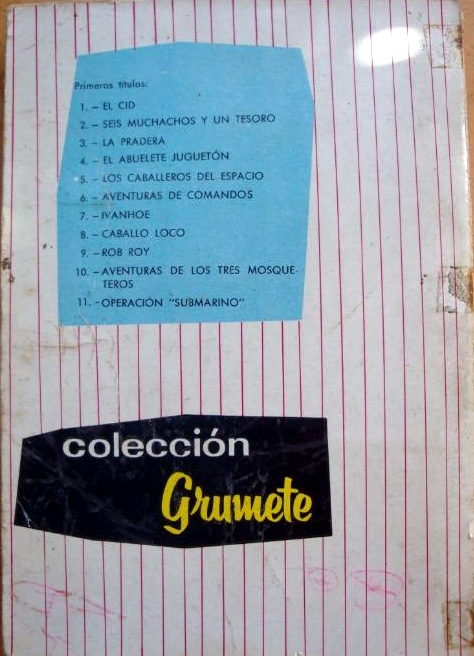 Primeros títulos:
1. - EL CID
2. - SEIS MUCHACHOS Y UN TESORO
3. - LA PRADERA
4. - EL ABUELETE JUGUETÓN
5. - LOS CABALLEROS DEL ESPACIO
6. - AVENTURAS DE COMANDOS
7. - IVANHOE
8. - CABALLO LOCO
9. - ROB ROY
10. - AVENTURAS DE LOS TRES MOSQUE-
TEROS
11. - OPERACIÓN "SUBMARINO"
colección
Grumete